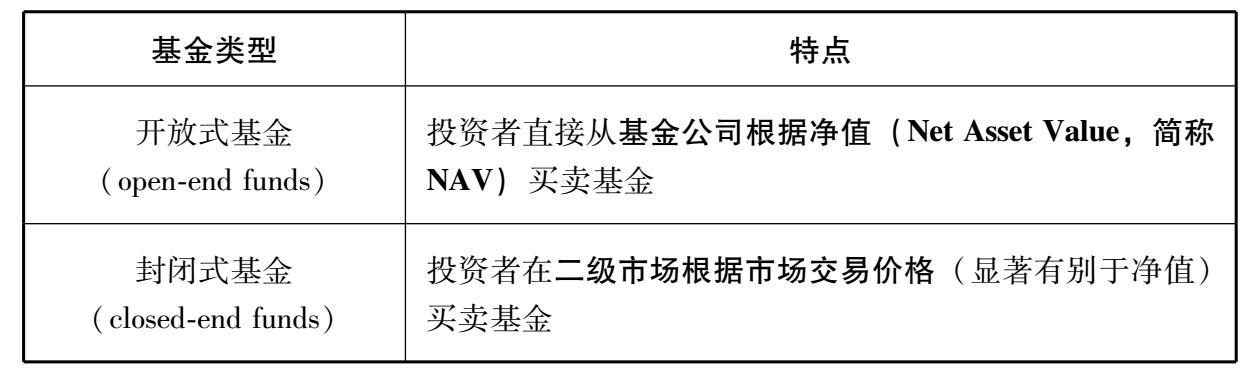 基金类型
特点
开放式基金
（open-end funds）
投资者直接从基金公司根据净值（Net Asset Value，简称
NAV）买卖基金
封闭式基金
（closed-end funds）
投资者在二级市场根据市场交易价格（显著有别于净值）
买卖基金